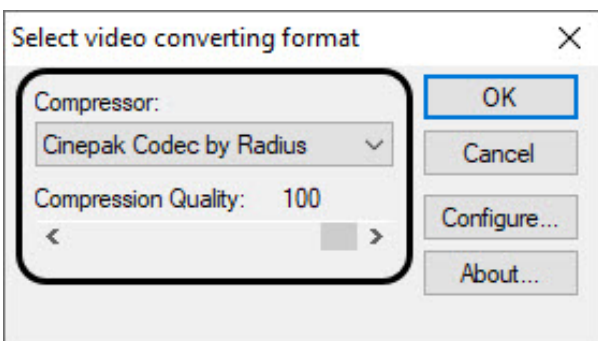 Select video converting format
Compressor:
Cinepak Codec by Radius
Compression Quality: 100
OK
Cancel
Configure...
About...